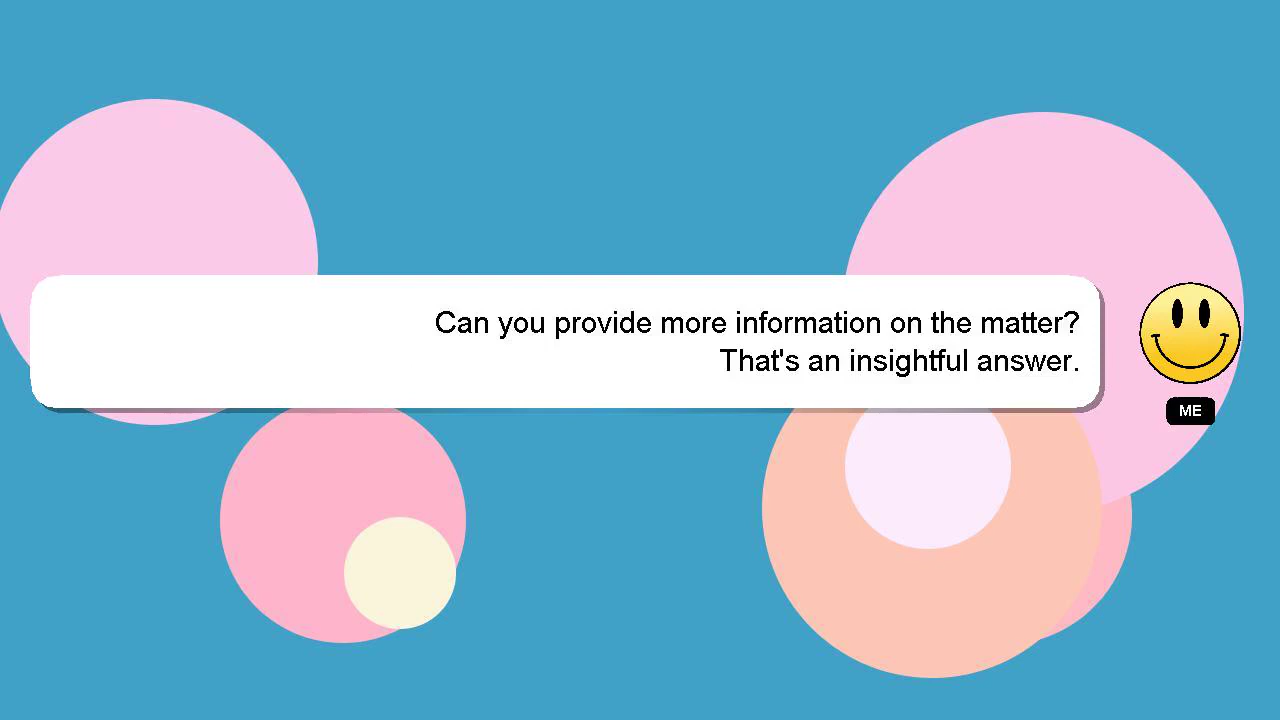 Can you provide more information on the matter?
That's an insightful answer.
ME